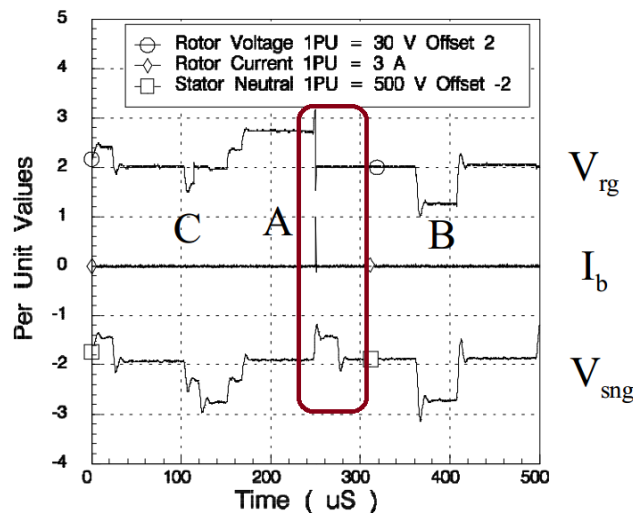 Rotor Voltage 1PU = 30 V Offset 2
Rotor Current 1PU = 3 A
Stator Neutral 1PU = 500 V Offset -2
5
4
3
2
1
0
-1
-2
-3
-4
Per Unit Values
C
A
B
Vrg
Ib
Vsng
0
100
200
300
400
500
Time ( uS )